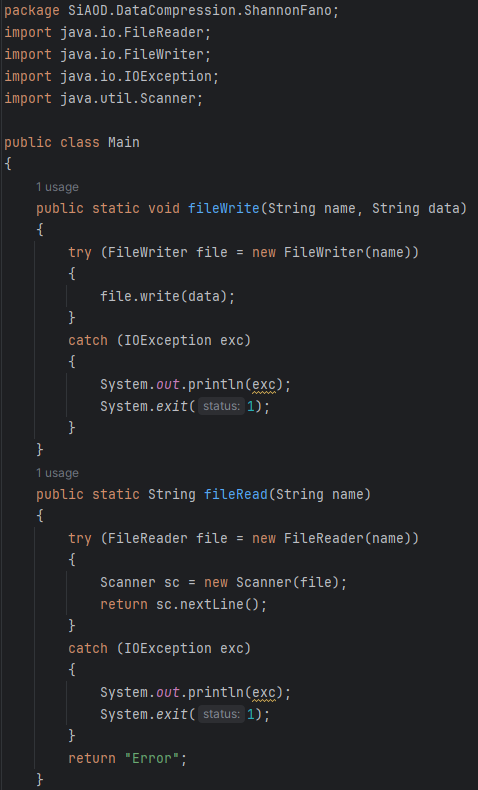 package SiAOD.DataCompression.ShannonFano;
import java.io.FileReader;
import java.io.FileWriter;
import java.io.IOException;
import java.util.Scanner;

public class Main
{
    1 usage
    public static void fileWrite(String name, String data)
    {
        try (FileWriter file = new FileWriter(name))
        {
            file.write(data);
        }
        catch (IOException exc)
        {
            System.out.println(exc);
            System.exit( status: 1);
        }
    }
    1 usage
    public static String fileRead(String name)
    {
        try (FileReader file = new FileReader(name))
        {
            Scanner sc = new Scanner(file);
            return sc.nextLine();
        }
        catch (IOException exc)
        {
            System.out.println(exc);
            System.exit( status: 1);
        }
        return "Error";
    }